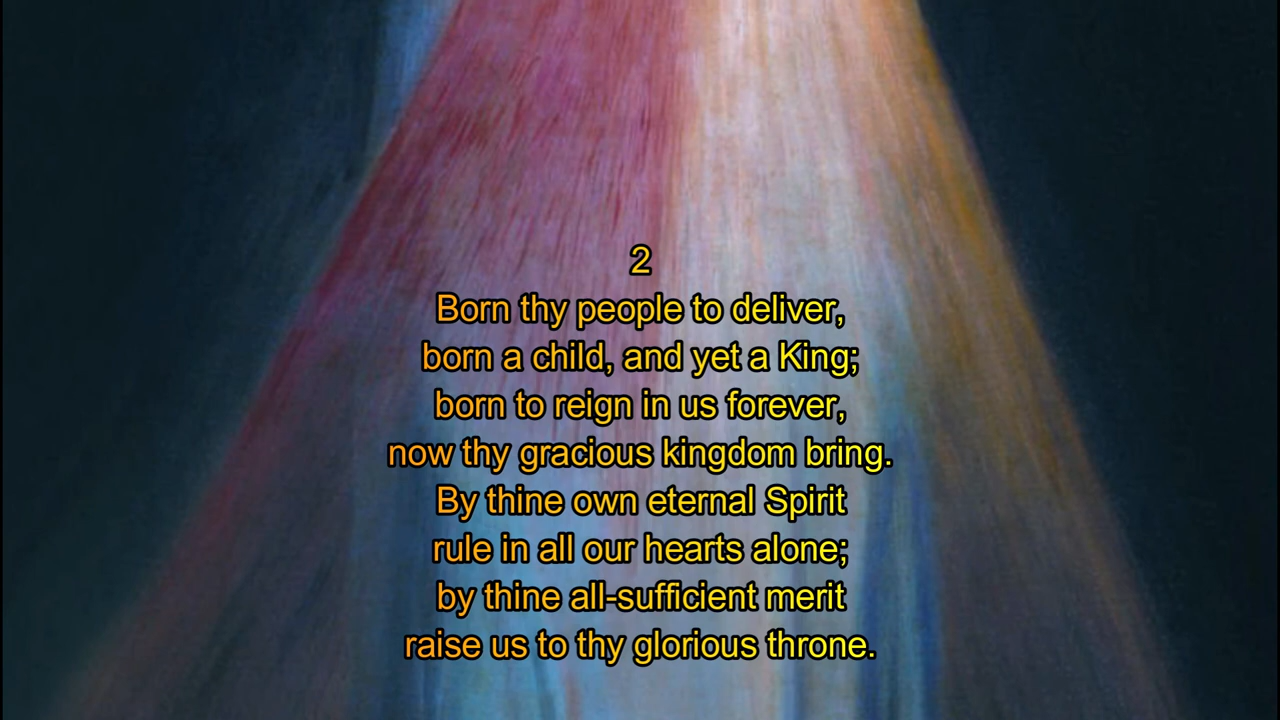 2
Born thy people to deliver,
born a child, and yet a King;
born to reign in us forever,
now thy gracious kingdom bring.
By thine own eternal Spirit
rule in all our hearts alone;
by thine all-sufficient merit
raise us to thy glorious throne.